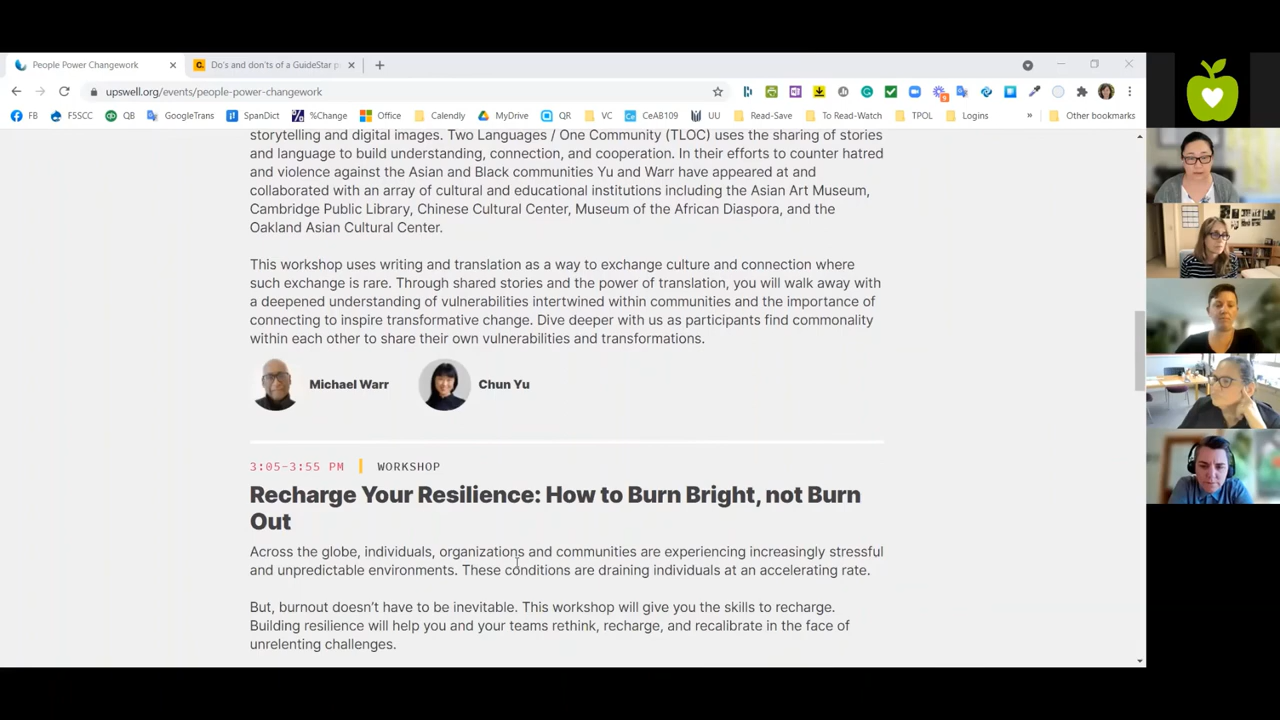 People Power Changework
Do's and don'ts of a GuideStar p
upswell.org/events/people-power-changework
FB
FSSCC
QB
GoogleTrans
SpanDict
%Change
Office
Calendly
MyDrive
QR
VC
CeAB109
UU
Read-Save
To Read-Watch
TPOL
Logins
»
Other bookmarks
storytelling and digital images. Two Languages / One Community (TLOC) uses the sharing of stories
and language to build understanding, connection, and cooperation. In their efforts to counter hatred
and violence against the Asian and Black communities Yu and Warr have appeared at and
collaborated with an array of cultural and educational institutions including the Asian Art Museum,
Cambridge Public Library, Chinese Cultural Center, Museum of the African Diaspora, and the
Oakland Asian Cultural Center.
This workshop uses writing and translation as a way to exchange culture and connection where
such exchange is rare. Through shared stories and the power of translation, you will walk away with
a deepened understanding of vulnerabilities intertwined within communities and the importance of
connecting to inspire transformative change. Dive deeper with us as participants find commonality
within each other to share their own vulnerabilities and transformations.
Michael Warr
Chun Yu
3:05-3:55 PM
WORKSHOP
Recharge Your Resilience: How to Burn Bright, not Burn
Out
Across the globe, individuals, organizations and communities are experiencing increasingly stressful
and unpredictable environments. These conditions are draining individuals at an accelerating rate.
But, burnout doesn't have to be inevitable. This workshop will give you the skills to recharge.
Building resilience will help you and your teams rethink, recharge, and recalibrate in the face of
unrelenting challenges.